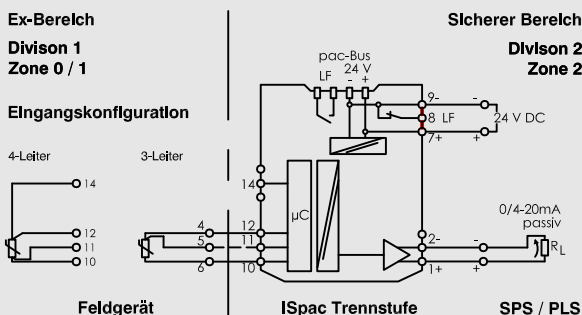 Ex-Bereich
Sicherer Bereich
Divison 1
Zone 0 / 1
Divison 2
Zone 2
pac-Bus
LF
24 V
- +
Eingangskonfiguration
9-
-
-
8 LF
24 V DC
7+
+
+
4-Leiter
3-Leiter
14
14
12
11
10
4
12
5
11
6
10
µC
0/4-20mA
passiv
2-
-
-
RL
1+
+
+
Feldgerät
ISpac Trennstufe
SPS / PLS